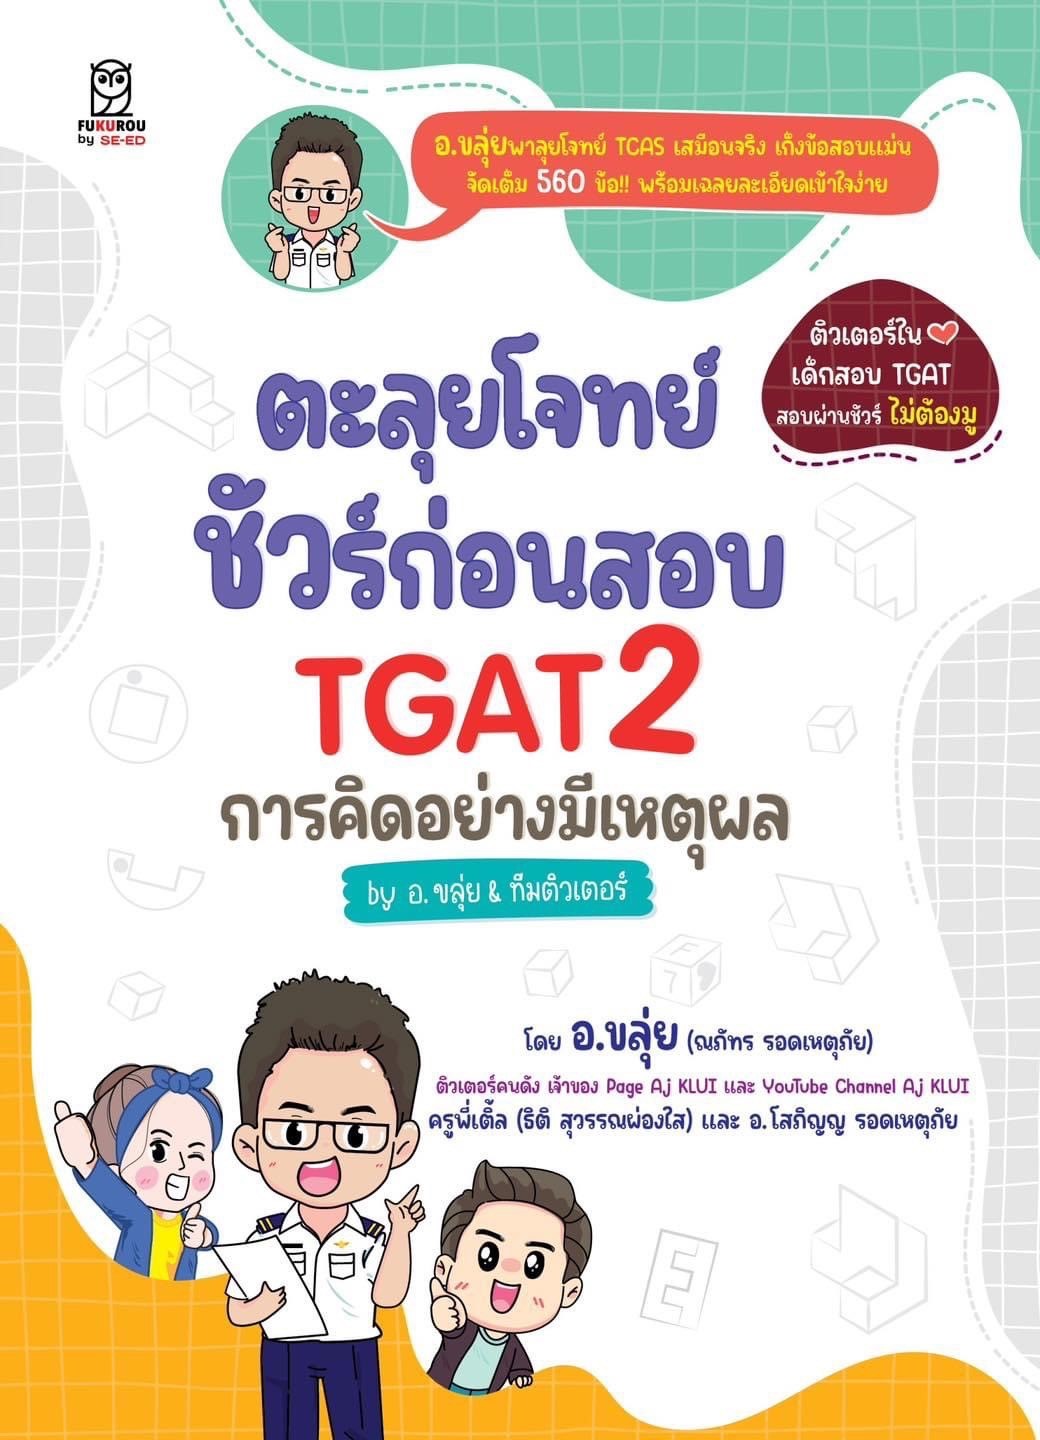 FUKUROU
by SE-ED
อ.ขลุ่ยพาลุยโจทย์ TCAS เสมือนจริง เก็งข้อสอบแม่น
จัดเต็ม 560 ข้อ!! พร้อมเฉลยละเอียดเข้าใจง่าย
ติวเตอร์ใน
เด็กสอบ TGAT
สอบผ่านชัวร์ ไม่ต้องมู
ตะลุยโจทย์
ชัวร์ก่อนสอบ
TGAT2
การคิดอย่างมีเหตุผล
by อ. ขลุ่ย & ทีมติวเตอร์
โดย อ.ขลุ่ย (ณภัทร รอดเหตุภัย)
ติวเตอร์คนดัง เจ้าของ Page Aj KLUI และ YouTube Channel Aj KLUI
ครูพี่เติ้ล (ธิติ สุวรรณผ่องใส) และ อ. โสภิญญ รอดเหตุภัย